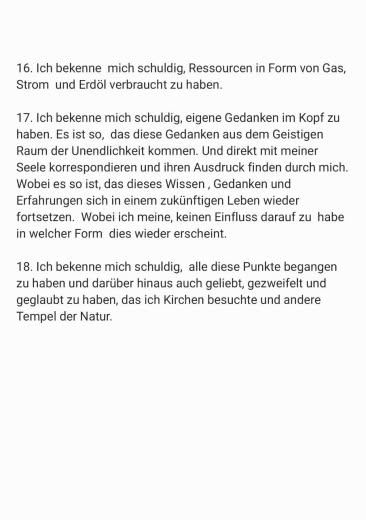 16. Ich bekenne  mich schuldig, Ressourcen in Form von Gas,
Strom  und Erdöl verbraucht zu haben.
17. Ich bekenne mich schuldig, eigene Gedanken im Kopf zu
haben. Es ist so,  das diese Gedanken aus dem Geistigen
Raum der Unendlichkeit kommen. Und direkt mit meiner
Seele korrespondieren und ihren Ausdruck finden durch mich.
Wobei es so ist, das dieses Wissen , Gedanken und
Erfahrungen sich in einem zukünftigen Leben wieder
fortsetzen.  Wobei ich meine, keinen Einfluss darauf zu  habe
in welcher Form  dies wieder erscheint.
18. Ich bekenne mich schuldig,  alle diese Punkte begangen
zu haben und darüber hinaus auch geliebt, gezweifelt und
geglaubt zu haben, das ich Kirchen besuchte und andere
Tempel der Natur.